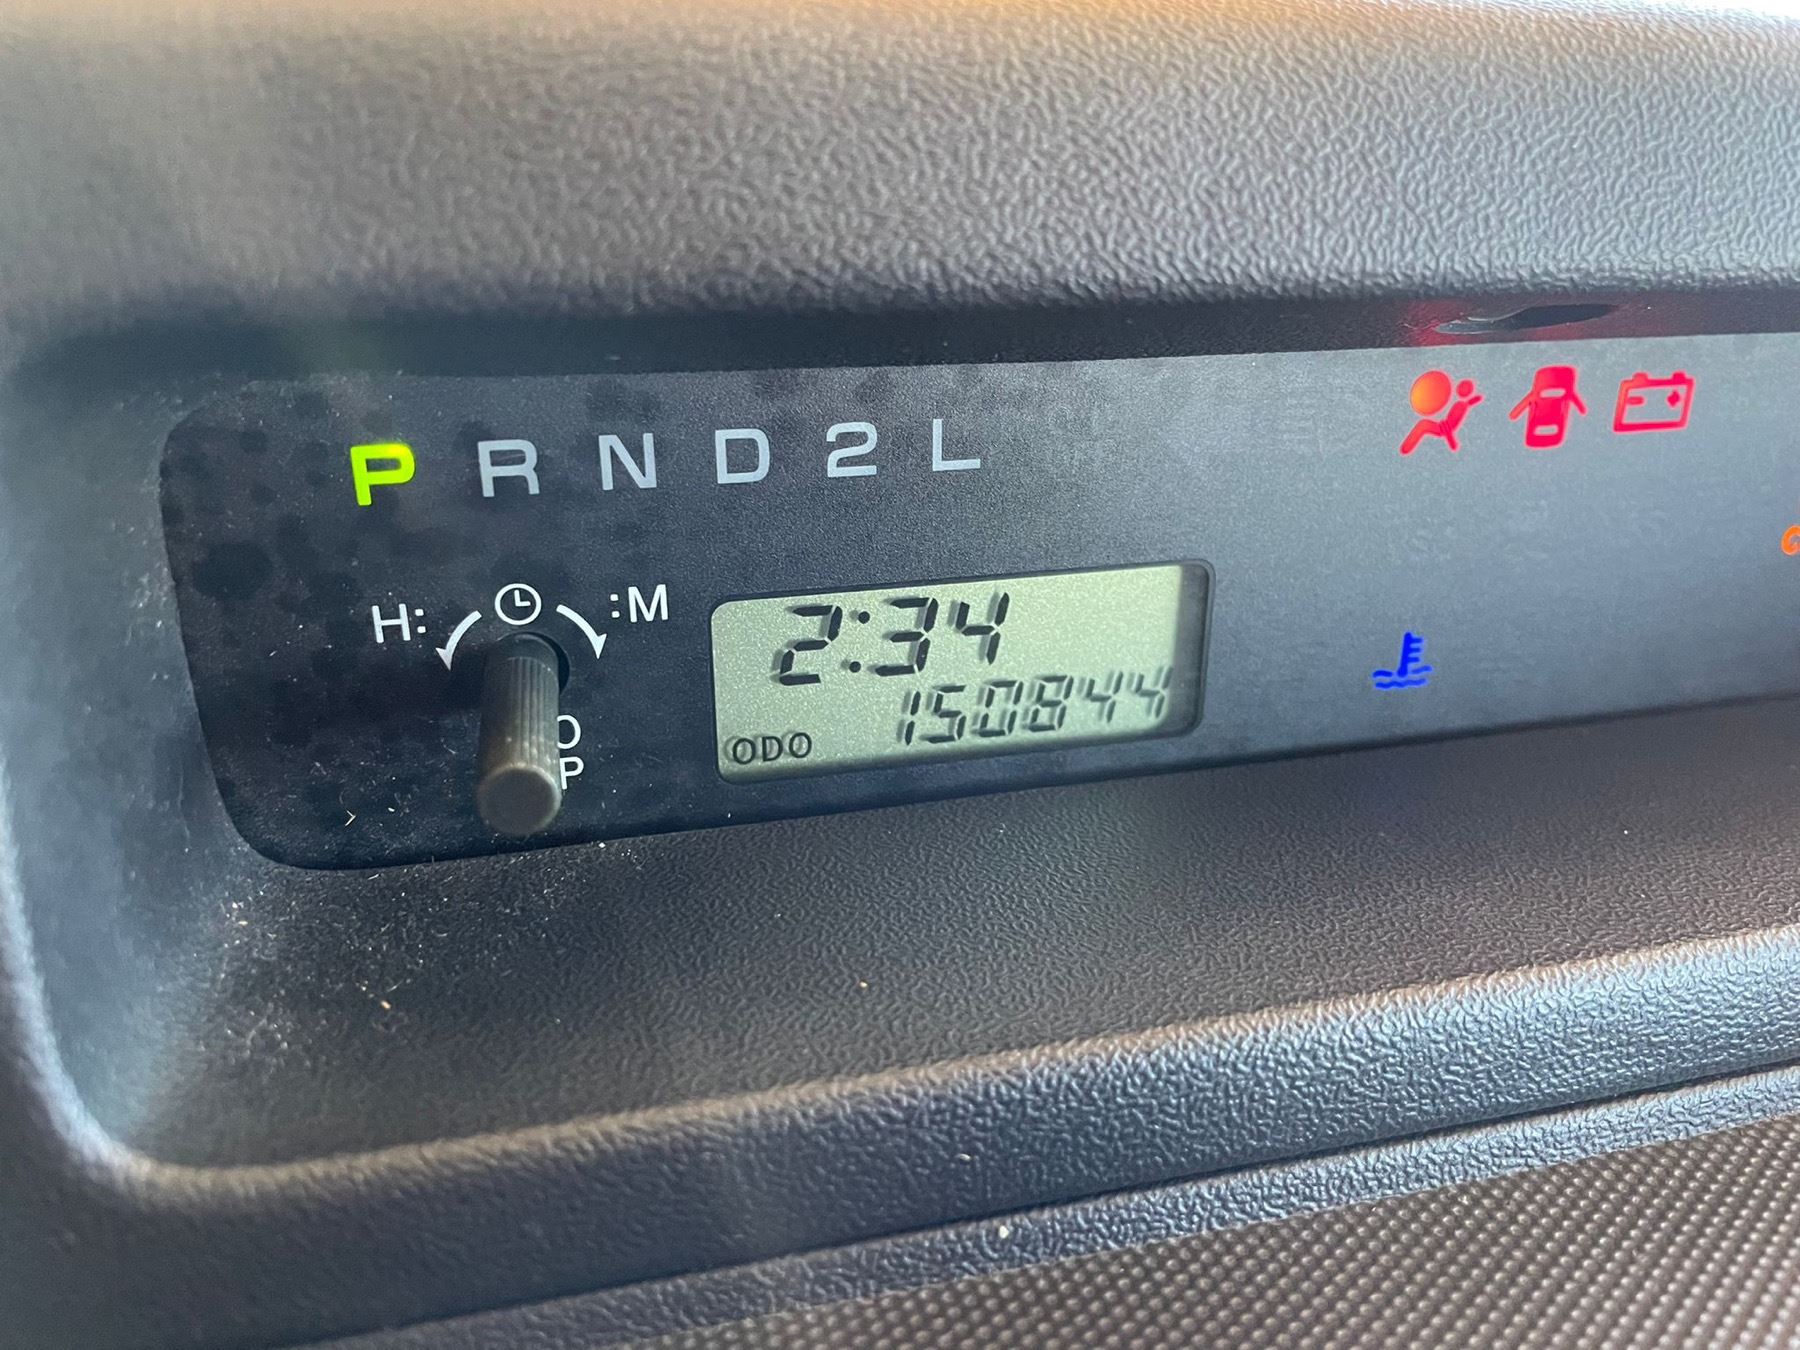 P R N D 2 L
H: :M
2:34
150844
ODO
O
P